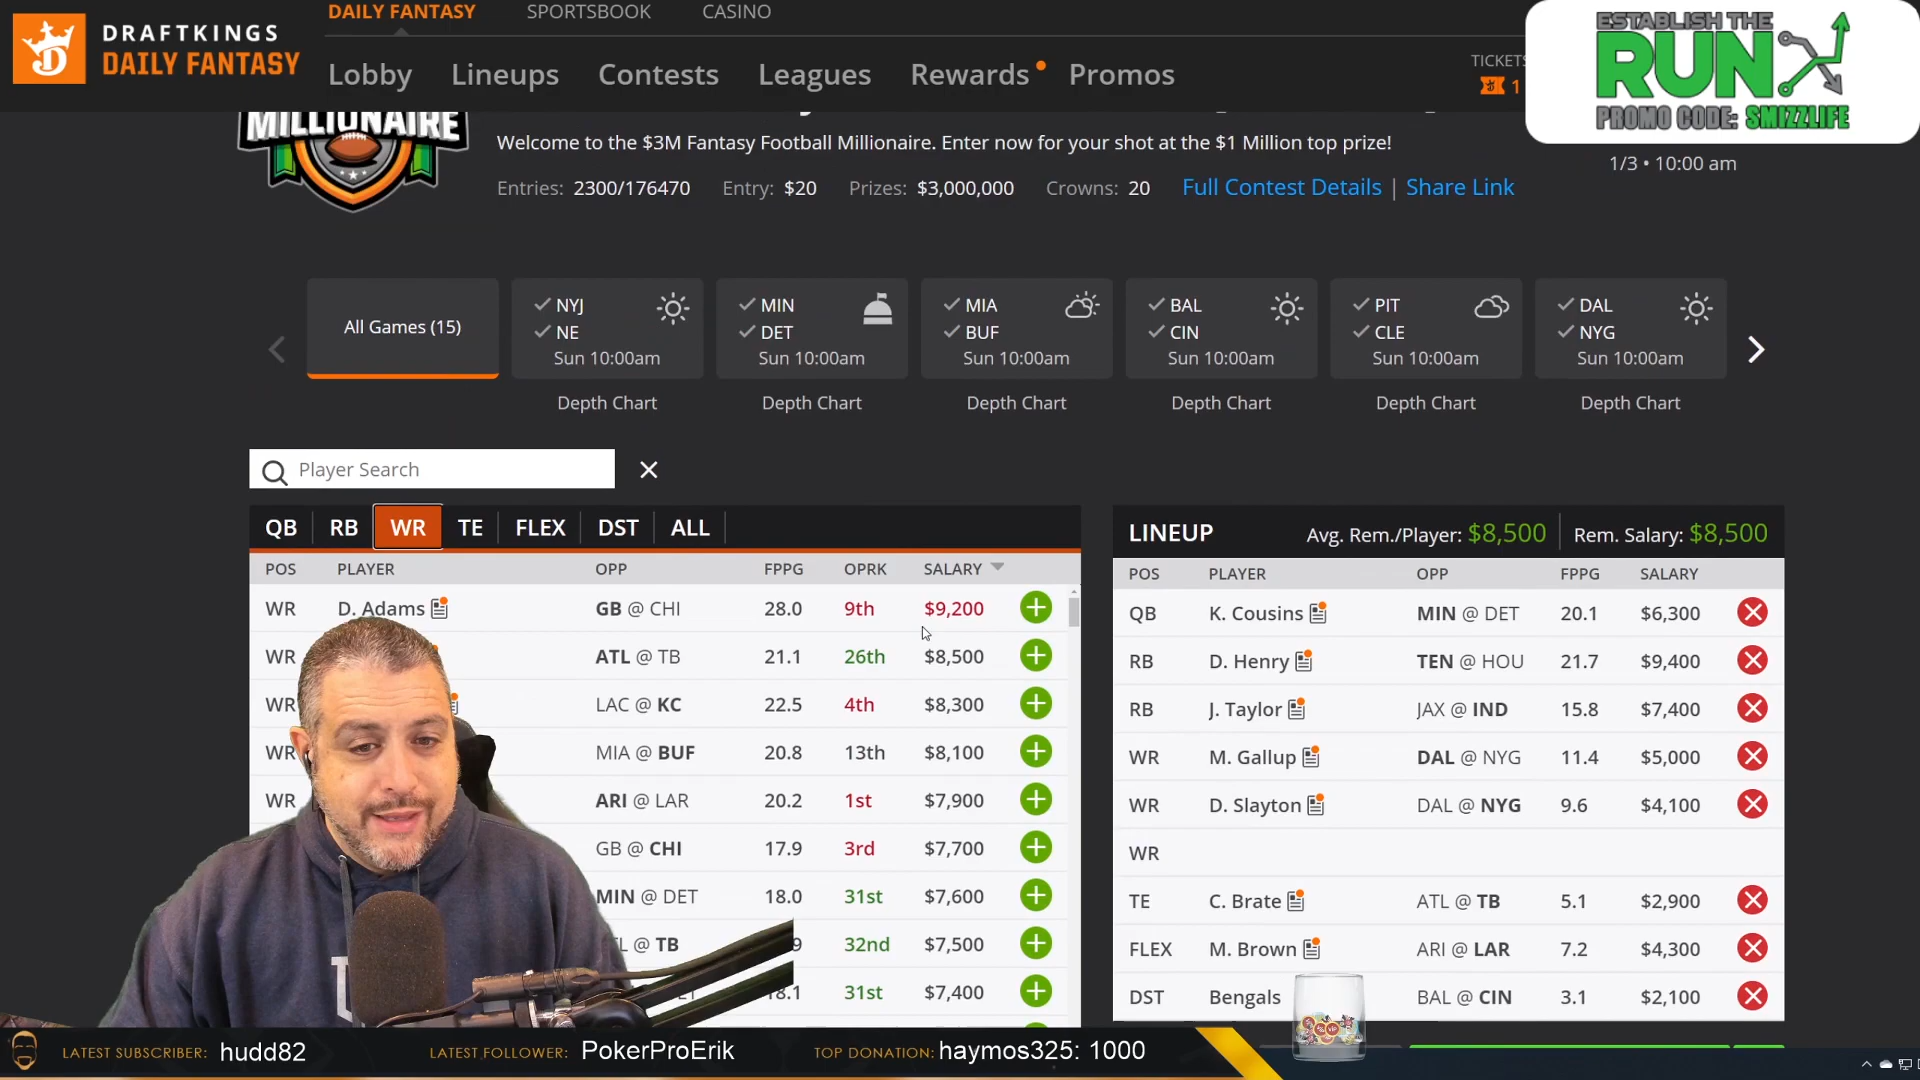 DAILY FANTASY SPORTSBOOK CASINO
DRAFTKINGS
DAILY FANTASY
Lobby Lineups Contests Leagues Rewards Promos
TICKETS
1
ESTABLISH THE
RUN
PROMO CODE: SMIZZLIFE
MILLIONAIRE
Welcome to the $3M Fantasy Football Millionaire. Enter now for your shot at the $1 Million top prize!
1/3 • 10:00 am
Entries: 2300/176470 Entry: $20 Prizes: $3,000,000 Crowns: 20 Full Contest Details | Share Link
All Games (15)
NYJ
NE
Sun 10:00am
Depth Chart
MIN
DET
Sun 10:00am
Depth Chart
MIA
BUF
Sun 10:00am
Depth Chart
BAL
CIN
Sun 10:00am
Depth Chart
PIT
CLE
Sun 10:00am
Depth Chart
DAL
NYG
Sun 10:00am
Depth Chart
Player Search
QB RB WR TE FLEX DST ALL
POS PLAYER OPP FPPG OPRK SALARY
WR D. Adams GB @ CHI 28.0 9th $9,200
WR ATL @ TB 21.1 26th $8,500
WR LAC @ KC 22.5 4th $8,300
WR MIA @ BUF 20.8 13th $8,100
WR ARI @ LAR 20.2 1st $7,900
GB @ CHI 17.9 3rd $7,700
MIN @ DET 18.0 31st $7,600
@ TB 32nd $7,500
18.1 31st $7,400
LINEUP Avg. Rem./Player: $8,500 Rem. Salary: $8,500
POS PLAYER OPP FPPG SALARY
QB K. Cousins MIN @ DET 20.1 $6,300
RB D. Henry TEN @ HOU 21.7 $9,400
RB J. Taylor JAX @ IND 15.8 $7,400
WR M. Gallup DAL @ NYG 11.4 $5,000
WR D. Slayton DAL @ NYG 9.6 $4,100
WR
TE C. Brate ATL @ TB 5.1 $2,900
FLEX M. Brown ARI @ LAR 7.2 $4,300
DST Bengals BAL @ CIN 3.1 $2,100
LATEST SUBSCRIBER: hudd82
LATEST FOLLOWER: PokerProErik
TOP DONATION: haymos325: 1000